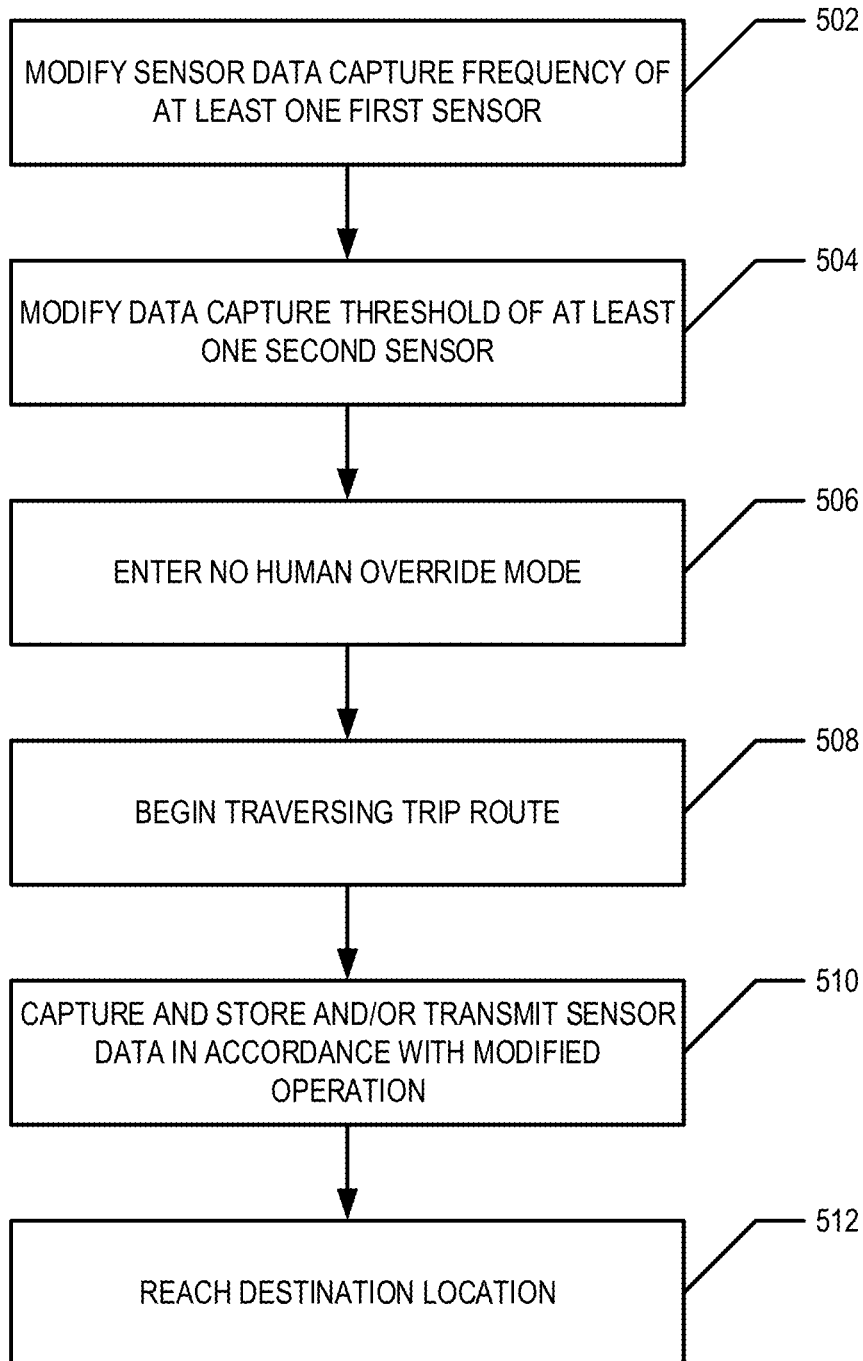 502
MODIFY SENSOR DATA CAPTURE FREQUENCY OF
AT LEAST ONE FIRST SENSOR
504
MODIFY DATA CAPTURE THRESHOLD OF AT LEAST
ONE SECOND SENSOR
506
ENTER NO HUMAN OVERRIDE MODE
508
BEGIN TRAVERSING TRIP ROUTE
510
CAPTURE AND STORE AND/OR TRANSMIT SENSOR
DATA IN ACCORDANCE WITH MODIFIED
OPERATION
512
REACH DESTINATION LOCATION